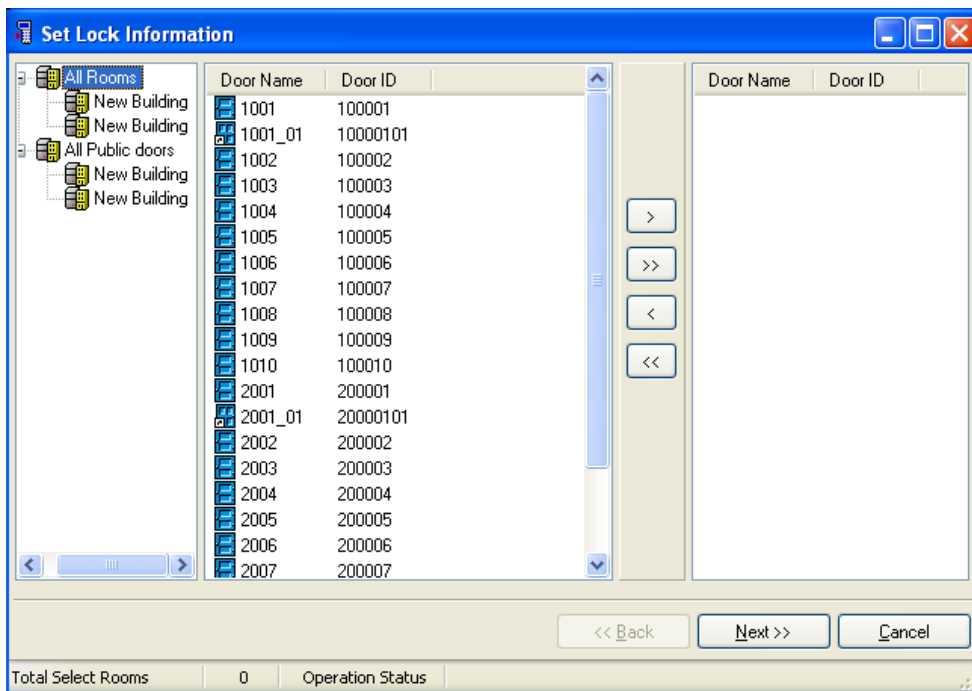 Set Lock Information
All Rooms
New Building
New Building
All Public doors
New Building
New Building
Door Name Door ID
1001 100001
1001_01 10000101
1002 100002
1003 100003
1004 100004
1005 100005
1006 100006
1007 100007
1008 100008
1009 100009
1010 100010
2001 200001
2001_01 20000101
2002 200002
2003 200003
2004 200004
2005 200005
2006 200006
2007 200007
>
>>
<
<<
Door Name Door ID
<< Back Next >> Cancel
Total Select Rooms 0 Operation Status